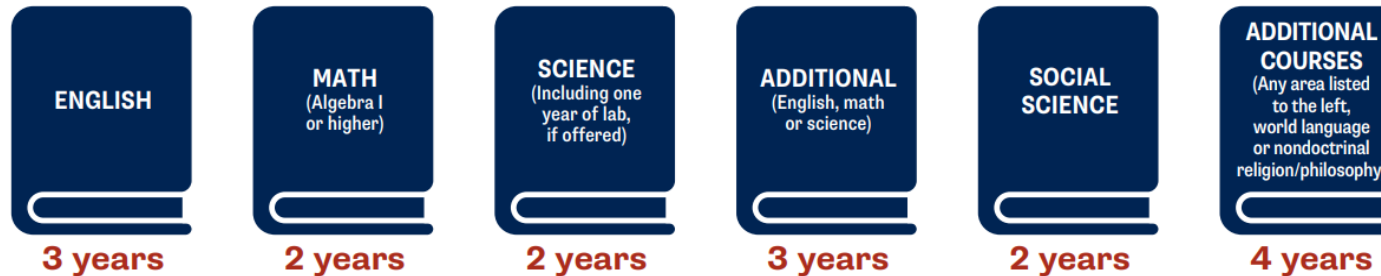 ENGLISH
3 years
MATH
(Algebra I
or higher)
2 years
SCIENCE
(Including one
year of lab,
if offered)
2 years
ADDITIONAL
(English, math
or science)
3 years
SOCIAL
SCIENCE
2 years
ADDITIONAL
COURSES
(Any area listed
to the left,
world language
or nondoctrinal
religion/philosophy
4 years